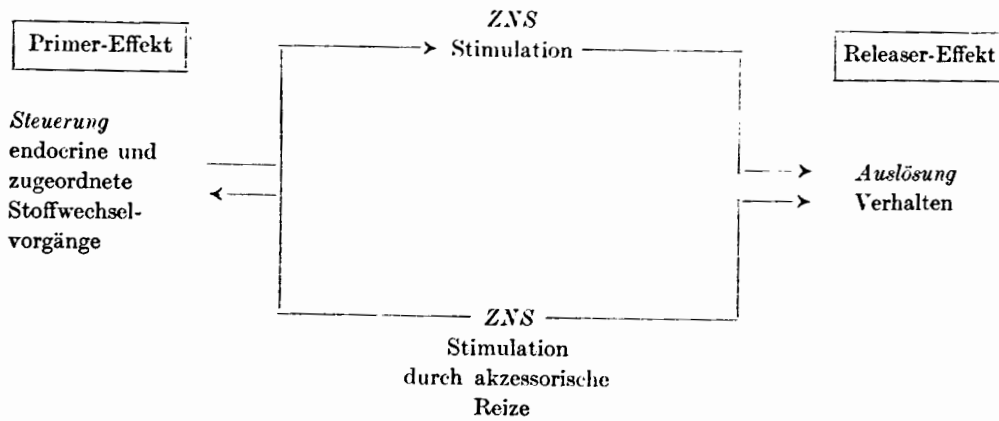 Primer-Effekt
Steuerung
endocrine und
zugeordnete
Stoffwechsel-
vorgänge
ZNS
Stimulation
ZNS
Stimulation
durch akzessorische
Reize
Releaser-Effekt
Auslösung
Verhalten